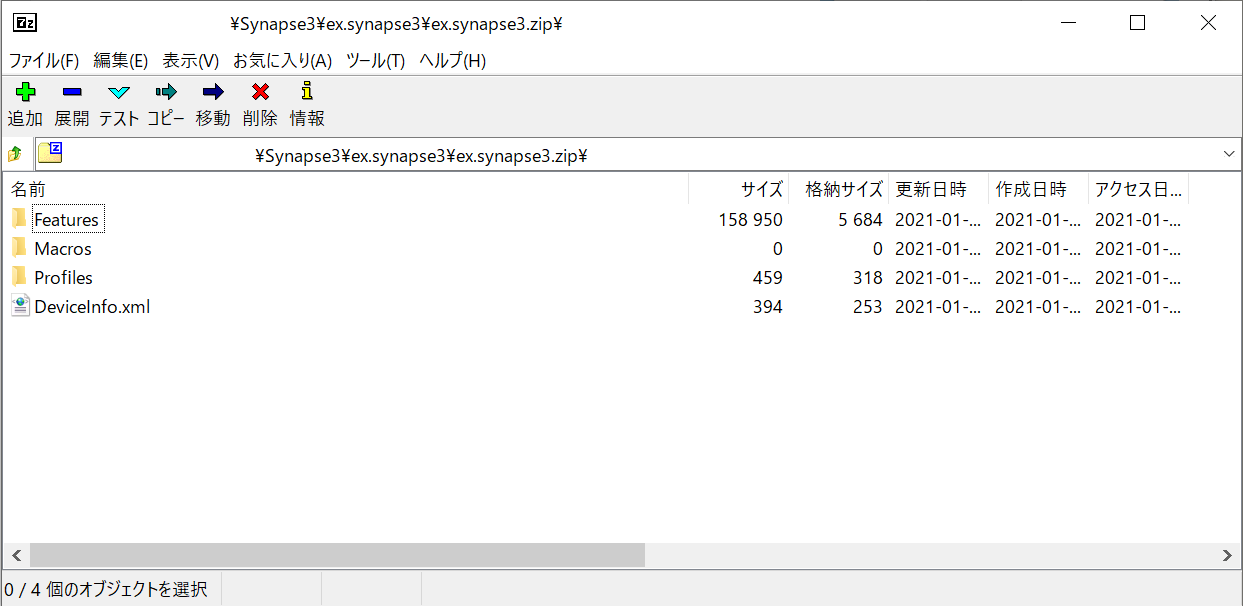 ¥Synapse3¥ex.synapse3¥ex.synapse3.zip¥
ファイル(F) 編集(E) 表示(V) お気に入り(A) ツール(T) ヘルプ(H)
追加 展開 テスト コピー 移動 削除 情報
¥Synapse3¥ex.synapse3¥ex.synapse3.zip¥
名前 サイズ 格納サイズ 更新日時 作成日時 アクセス日...
Features 158 950 5 684 2021-01-... 2021-01-... 2021-01-...
Macros 0 0 2021-01-... 2021-01-... 2021-01-...
Profiles 459 318 2021-01-... 2021-01-... 2021-01-...
DeviceInfo.xml 394 253 2021-01-... 2021-01-... 2021-01-...
0 / 4 個のオブジェクトを選択